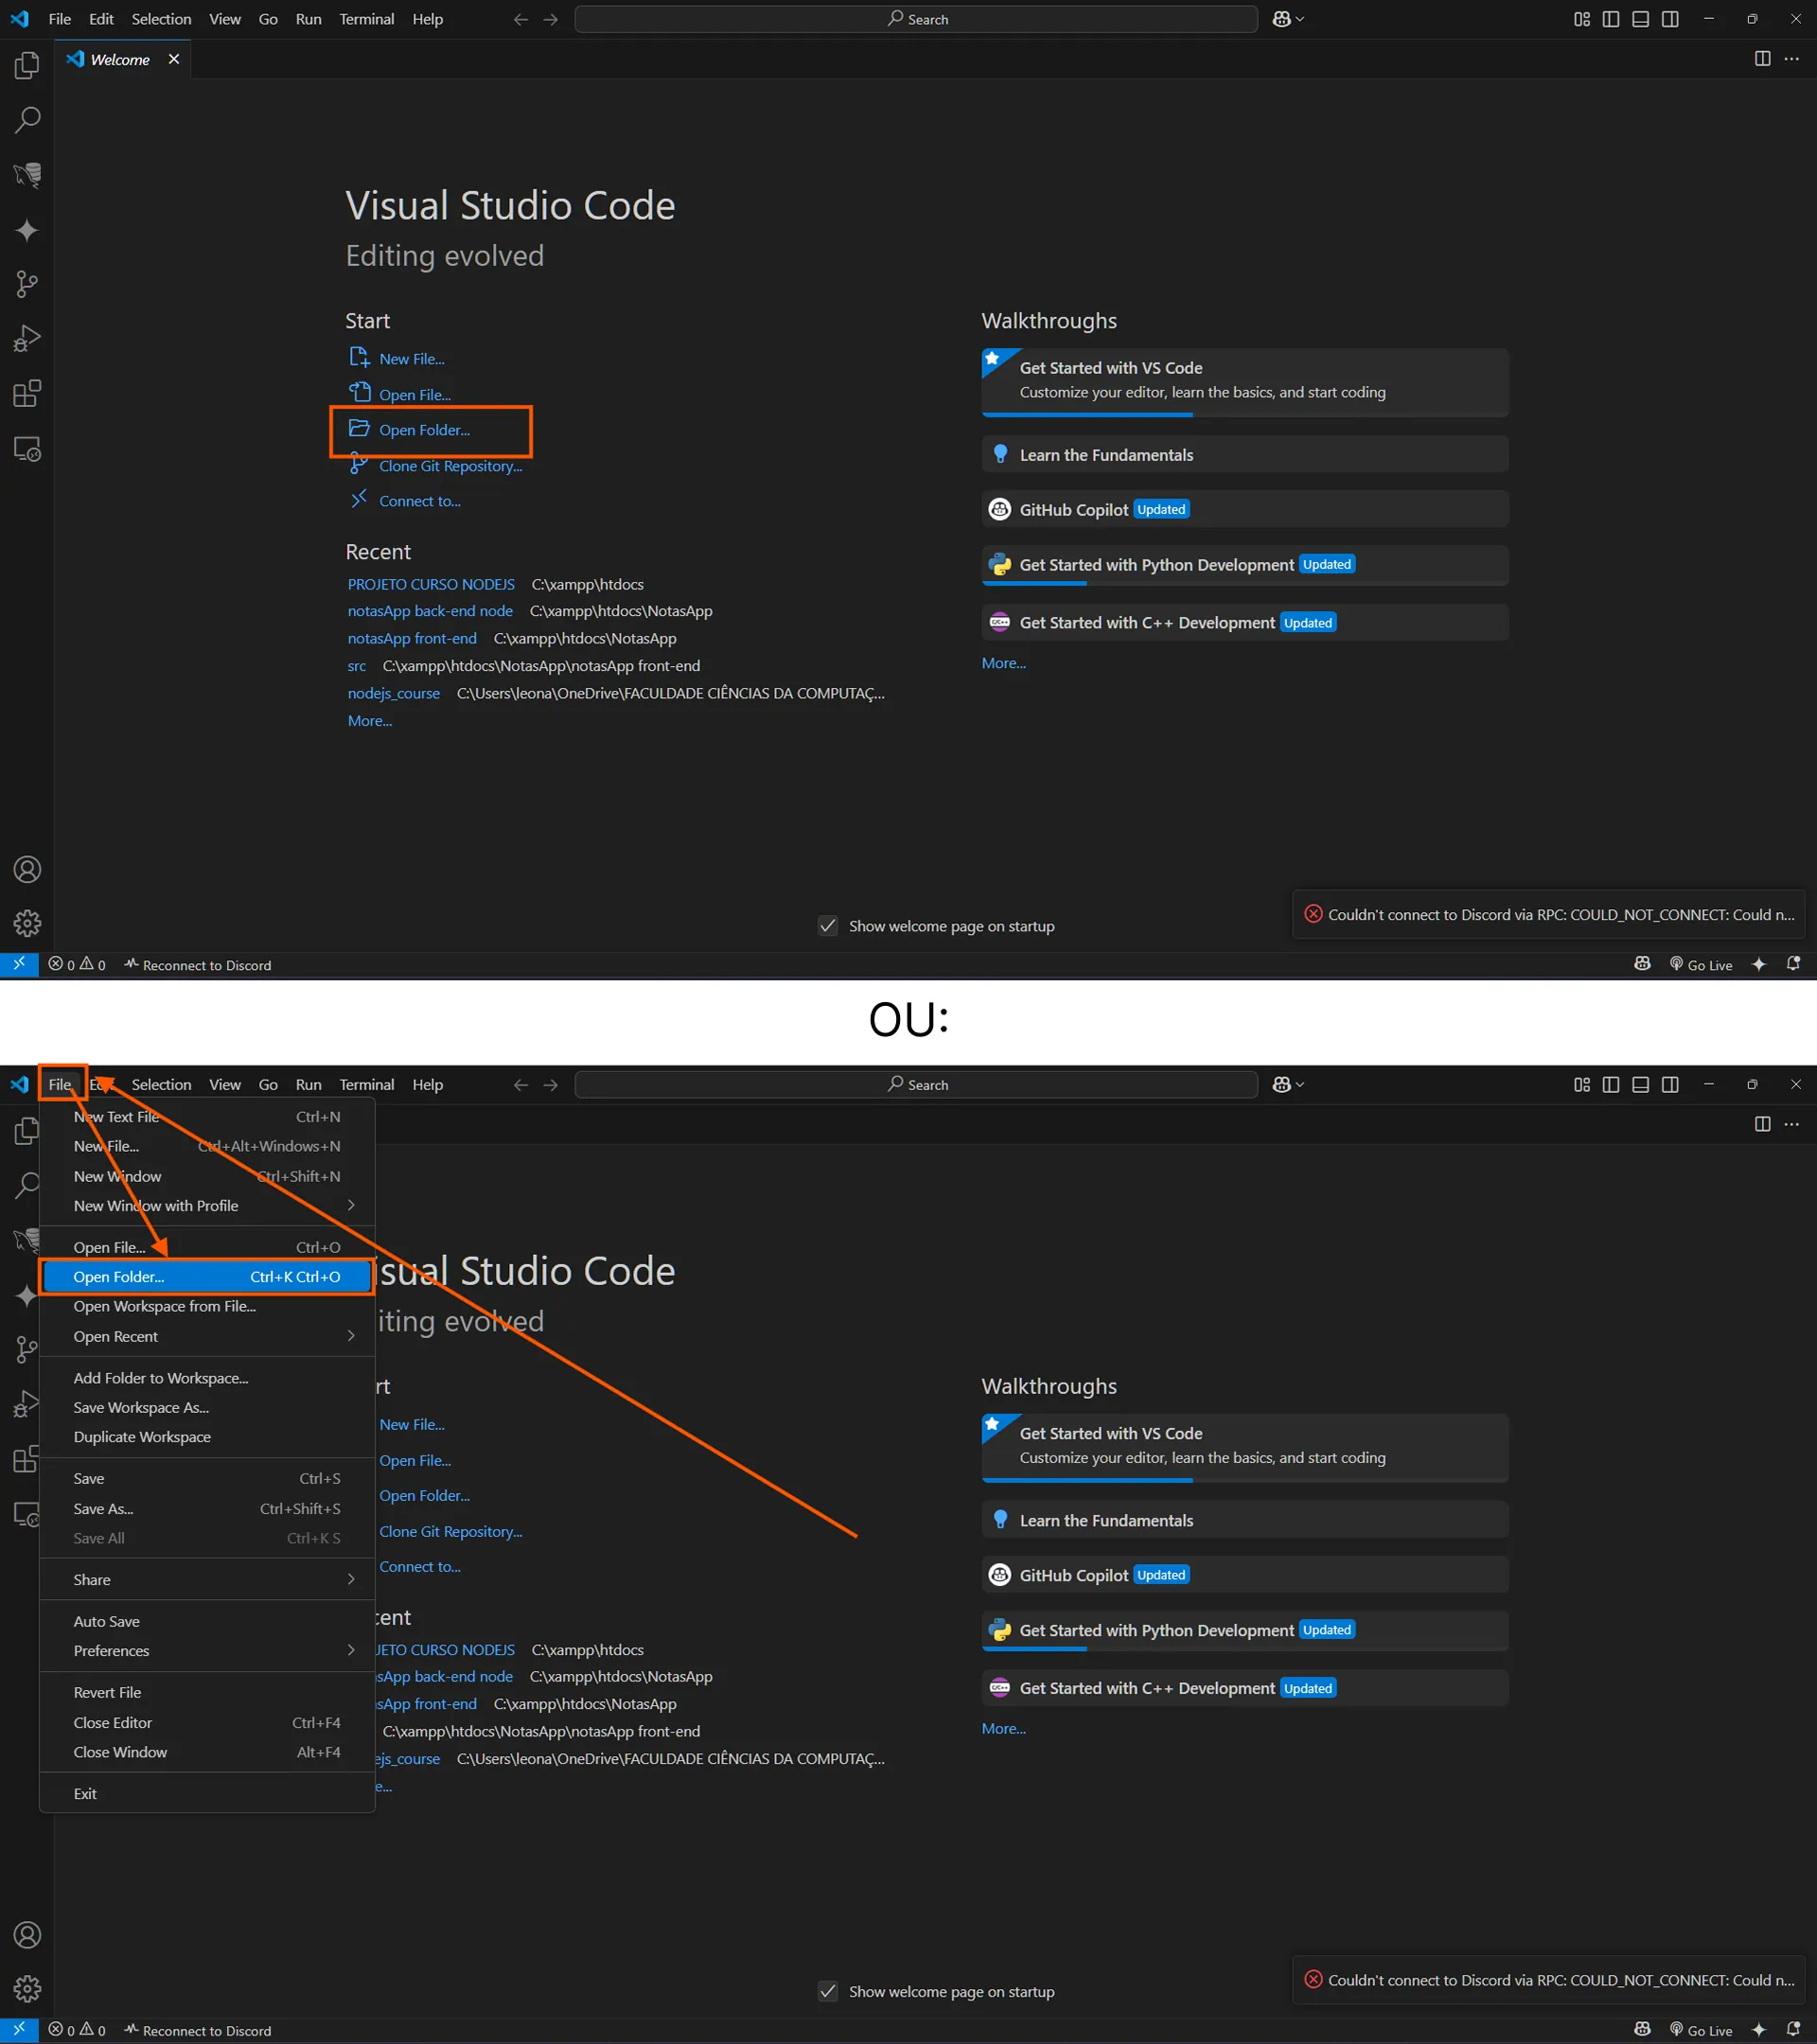 File Edit Selection View Go Run Terminal Help Search
Welcome
Visual Studio Code
Editing evolved
Start
New File...
Open File...
Open Folder...
Clone Git Repository...
Connect to...
Recent
PROJETO CURSO NODEJS C:\xampp\htdocs
notasApp back-end node C:\xampp\htdocs\NotasApp
notasApp front-end C:\xampp\htdocs\NotasApp
src C:\xampp\htdocs\NotasApp\notasApp front-end
nodejs_course C:\Users\leona\OneDrive\FACULDADE CIÊNCIAS DA COMPUTAÇ...
More...
Walkthroughs
Get Started with VS Code
Customize your editor, learn the basics, and start coding
Learn the Fundamentals
GitHub Copilot Updated
Get Started with Python Development Updated
Get Started with C++ Development Updated
More...
Show welcome page on startup
Couldn't connect to Discord via RPC: COULD_NOT_CONNECT: Could n...
0 0 Reconnect to Discord Go Live
OU:
File Selection View Go Run Terminal Help Search
New Text File Ctrl+N
New File... Ctrl+Alt+Windows+N
New Window Ctrl+Shift+N
New Window with Profile
Open File... Ctrl+O
Open Folder... Ctrl+K Ctrl+O
Open Workspace from File...
Open Recent
Add Folder to Workspace...
Save Workspace As...
Duplicate Workspace
Save Ctrl+S
Save As... Ctrl+Shift+S
Save All Ctrl+K S
Share
Auto Save
Preferences
Revert File
Close Editor Ctrl+F4
Close Window Alt+F4
Exit
sual Studio Code
iting evolved
rt
New File...
Open File...
Open Folder...
Clone Git Repository...
Connect to...
cent
JETO CURSO NODEJS C:\xampp\htdocs
sApp back-end node C:\xampp\htdocs\NotasApp
sApp front-end C:\xampp\htdocs\NotasApp
C:\xampp\htdocs\NotasApp\notasApp front-end
ejs_course C:\Users\leona\OneDrive\FACULDADE CIÊNCIAS DA COMPUTAÇ...
e...
Walkthroughs
Get Started with VS Code
Customize your editor, learn the basics, and start coding
Learn the Fundamentals
GitHub Copilot Updated
Get Started with Python Development Updated
Get Started with C++ Development Updated
More...
Show welcome page on startup
Couldn't connect to Discord via RPC: COULD_NOT_CONNECT: Could n...
0 0 Reconnect to Discord Go Live